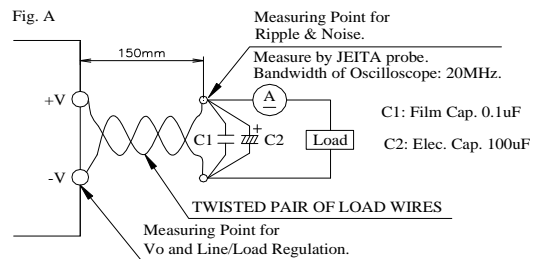 Fig. A
Measuring Point for
Ripple & Noise.
150mm
Measure by JEITA probe.
Bandwidth of Oscilloscope: 20MHz.
+V
A
C1: Film Cap. 0.1uF
C1
+
C2
Load
C2: Elec. Cap. 100uF
-V
TWISTED PAIR OF LOAD WIRES
Measuring Point for
Vo and Line/Load Regulation.